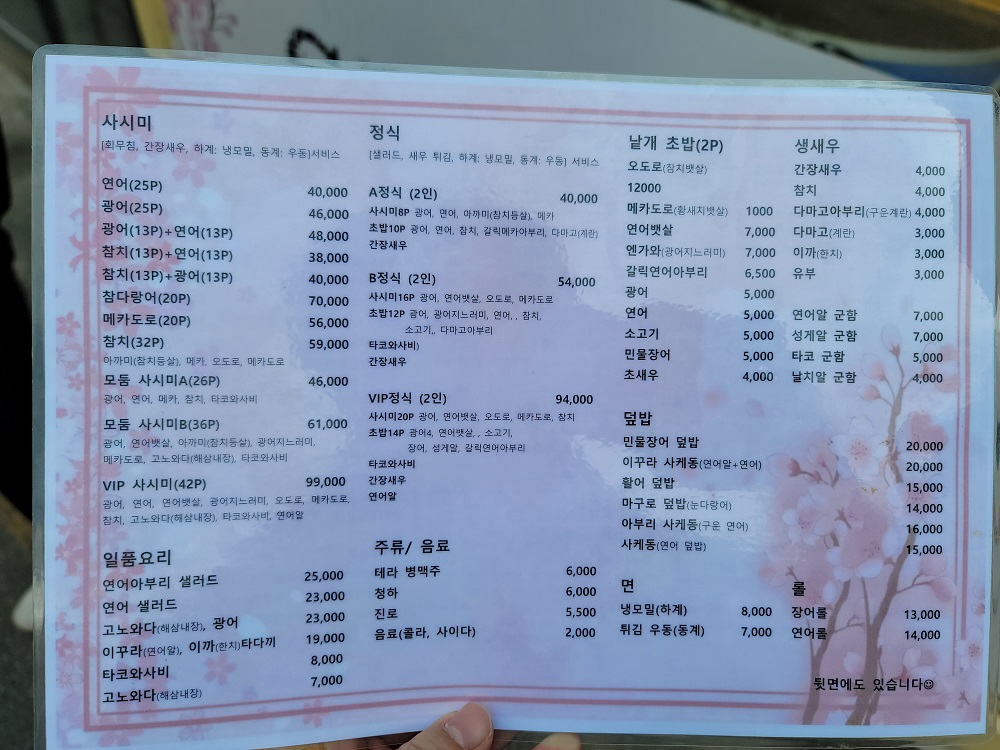 사시미
[회무침, 간장새우, 하계: 냉모밀, 동계: 우동]서비스
연어(25P) 40,000
광어(25P) 46,000
광어(13P)+연어(13P) 48,000
참치(13P)+연어(13P) 38,000
참치(13P)+광어(13P) 40,000
참다랑어(20P) 70,000
메카도로(20P) 56,000
참치(32P) 59,000
아까미(참치등살), 메카, 오도로, 메카도로
모둠 사시미A(26P) 46,000
광어, 연어, 메카, 참치, 타코와사비
모둠 사시미B(36P) 61,000
광어, 연어뱃살, 아까미(참치등살), 광어지느러미,
메카도로, 고노와다(해삼내장), 타코와사비
VIP 사시미(42P) 99,000
광어, 연어, 연어뱃살, 광어지느러미, 오도로, 메카도로,
참치, 고노와다(해삼내장), 타코와사비, 연어알
일품요리
연어아부리 샐러드 25,000
연어 샐러드 23,000
고노와다(해삼내장), 광어 23,000
이꾸라(연어알), 이까(한치)타다끼 19,000
타코와사비 8,000
고노와다(해삼내장) 7,000
정식
[샐러드, 새우 튀김, 하계: 냉모밀, 동계: 우동] 서비스
A정식 (2인) 40,000
사시미8P 광어, 연어, 아까미(참치등살), 메카
초밥10P 광어, 연어, 참치, 갈릭메카아부리, 다마고(계란)
간장새우
B정식 (2인) 54,000
사시미16P 광어, 연어뱃살, 오도로, 메카도로
초밥12P 광어, 광어지느러미, 연어, , 참치,
소고기,, 다마고아부리
타코와사비)
간장새우
VIP정식 (2인) 94,000
사시미20P 광어, 연어뱃살, 오도로, 메카도로, 참치
초밥14P 광어4, 연어뱃살, , 소고기,
장어, 성게알, 갈릭연어아부리
타코와사비
간장새우
연어알
주류/ 음료
테라 병맥주 6,000
청하 6,000
진로 5,500
음료(콜라, 사이다) 2,000
낱개 초밥(2P)
오도로(참치뱃살)
12000
메카도로(황새치뱃살) 1000
연어뱃살 7,000
엔가와(광어지느러미) 7,000
갈릭연어아부리 6,500
광어 5,000
연어 5,000
소고기 5,000
민물장어 5,000
초새우 4,000
생새우
간장새우 4,000
참치 4,000
다마고아부리(구운계란) 4,000
다마고(계란) 3,000
이까(한치) 3,000
유부 3,000
연어알 군함 7,000
성게알 군함 7,000
타코 군함 5,000
날치알 군함 4,000
덮밥
민물장어 덮밥 20,000
이꾸라 사케동(연어알+연어) 20,000
활어 덮밥 15,000
마구로 덮밥(눈다랑어) 14,000
아부리 사케동(구운 연어) 16,000
사케동(연어 덮밥) 15,000
면
냉모밀(하계) 8,000
튀김 우동(동계) 7,000
롤
장어롤 13,000
연어롤 14,000
뒷면에도 있습니다☺